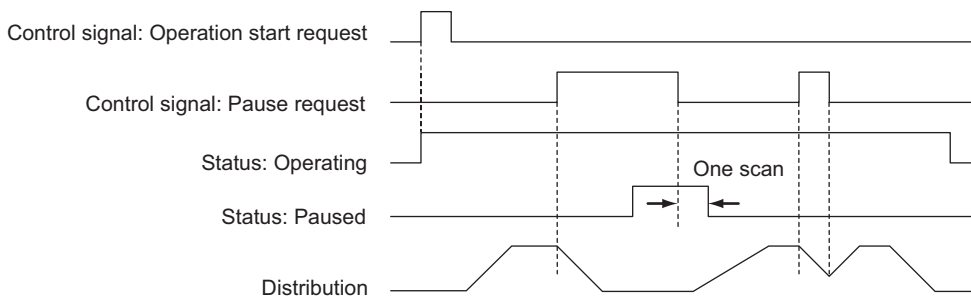 Control signal: Operation start request
Control signal: Pause request
Status: Operating
One scan
Status: Paused
Distribution